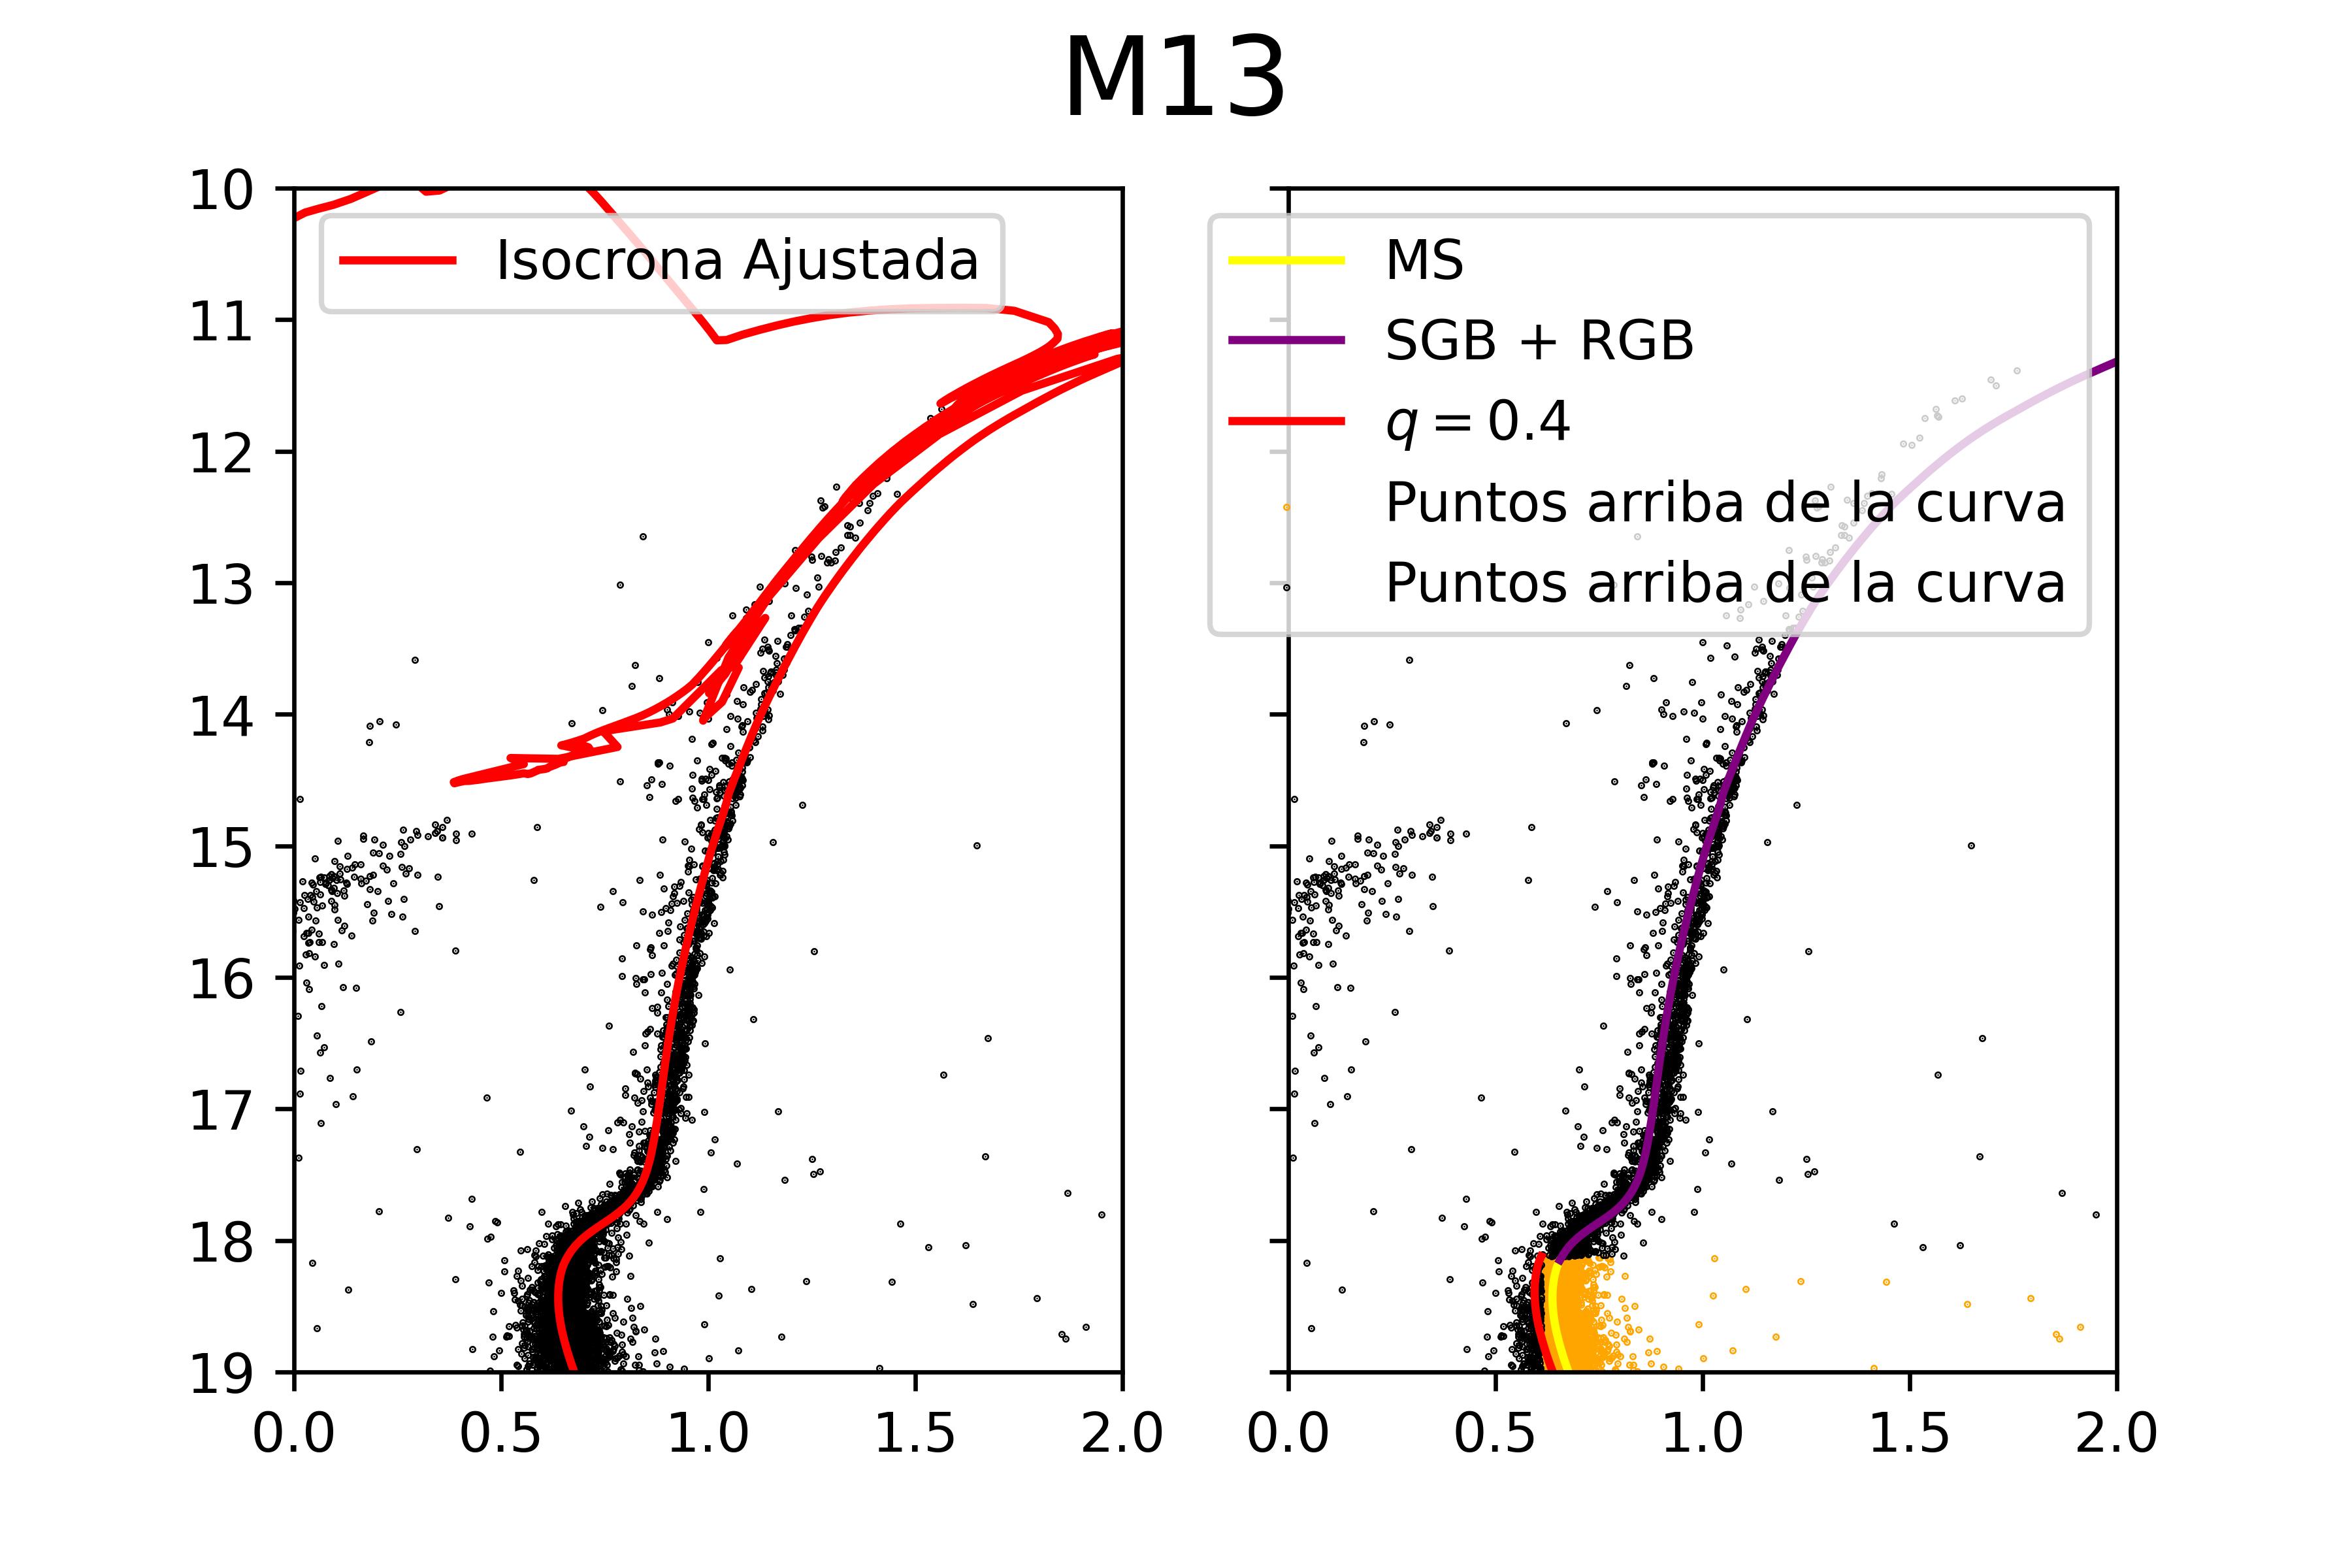 M13
10
11
12
13
14
15
16
17
18
19
0.0
0.5
1.0
1.5
2.0
Isocrona Ajustada
MS
SGB + RGB
q = 0.4
Puntos arriba de la curva
Puntos arriba de la curva
0.0
0.5
1.0
1.5
2.0